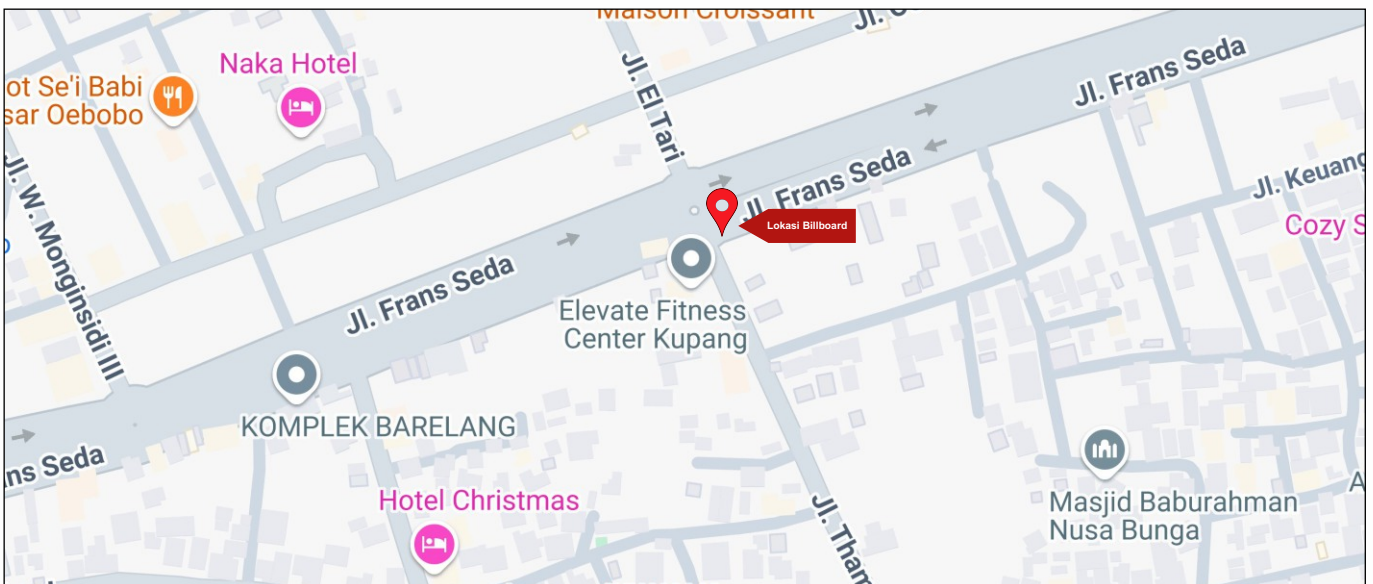 Maison Croissant
Naka Hotel
ot Se'i Babi
sar Oebobo
Jl. El Tari
Jl. Frans Seda
Jl. W. Monginsidi III
Jl. Frans Seda
Jl. Keuang
Lokasi Billboard
Cozy S
Jl. Frans Seda
Elevate Fitness
Center Kupang
KOMPLEK BARELANG
ns Seda
Hotel Christmas
Jl. Tham
Masjid Baburahman
Nusa Bunga
A